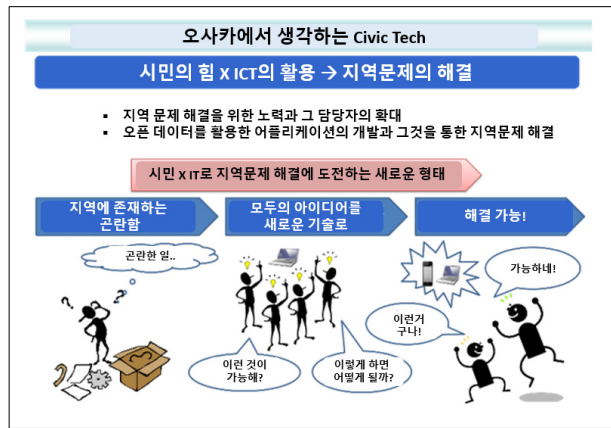 오사카에서 생각하는 Civic Tech
시민의 힘 X ICT의 활용 → 지역문제의 해결
▪ 지역 문제 해결을 위한 노력과 그 담당자의 확대
▪ 오픈 데이터를 활용한 어플리케이션의 개발과 그것을 통한 지역문제 해결
시민 X IT로 지역문제 해결에 도전하는 새로운 형태
지역에 존재하는
곤란함
모두의 아이디어를
새로운 기술로
해결 가능!
곤란한 일..
? ?
이런 것이
가능해?
이렇게 하면
어떻게 될까?
가능하네!
이런거
구나!